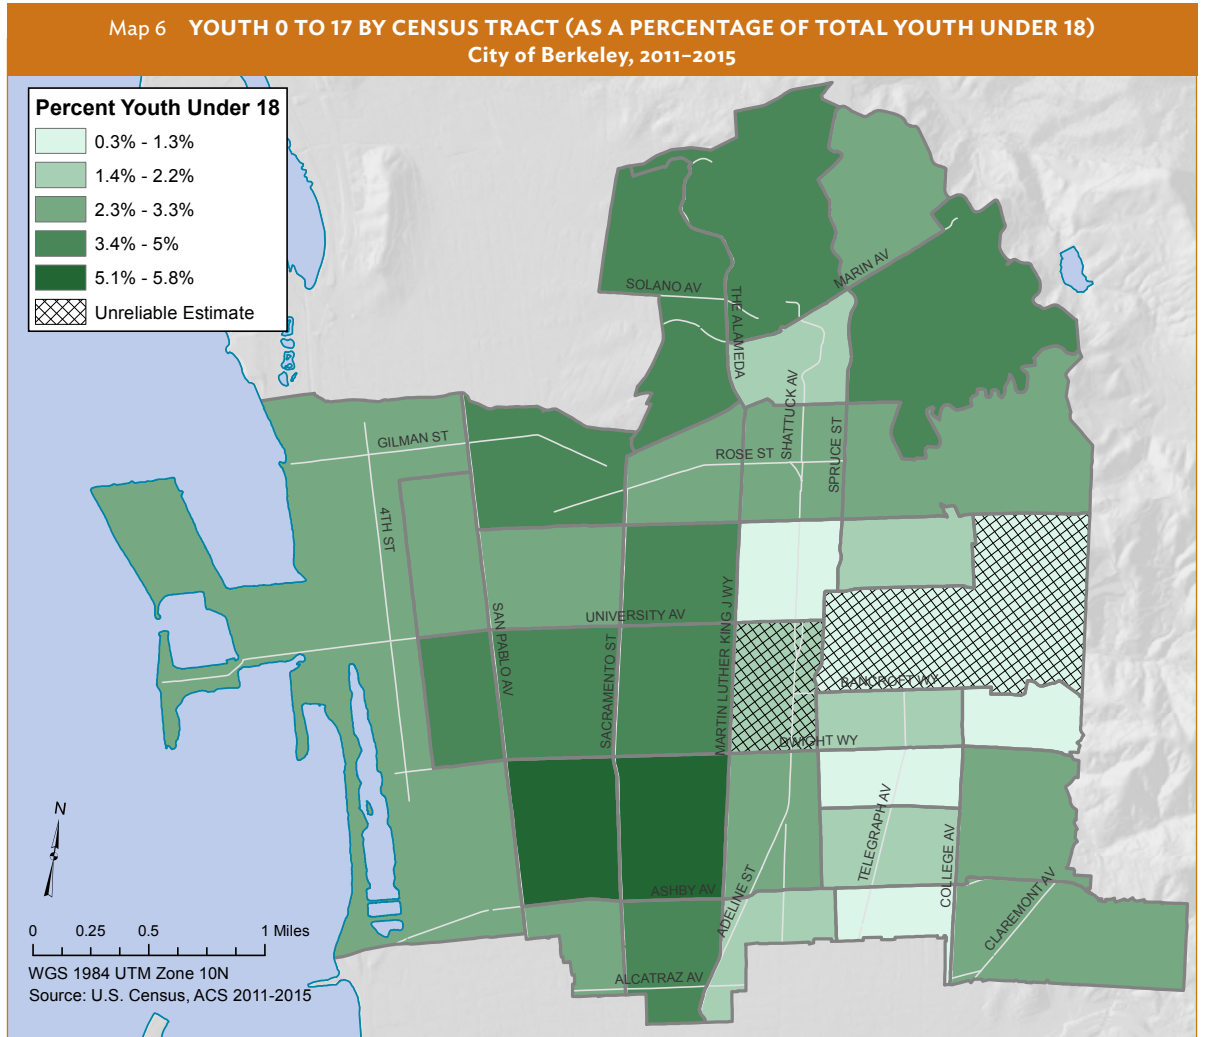 Map 6 YOUTH 0 TO 17 BY CENSUS TRACT (AS A PERCENTAGE OF TOTAL YOUTH UNDER 18)
City of Berkeley, 2011–2015
Percent Youth Under 18
0.3% - 1.3%
1.4% - 2.2%
2.3% - 3.3%
3.4% - 5%
5.1% - 5.8%
Unreliable Estimate
MARIN AV
SOLANO AV
THE ALAMEDA
SHATTUCK AV
SPRUCE ST
GILMAN ST
ROSE ST
4TH ST
SAN PABLO AV
UNIVERSITY AV
SACRAMENTO ST
MARTIN LUTHER KING J WY
BANCROFT WY
DWIGHT WY
TELEGRAPH AV
COLLEGE AV
ASHBY AV
ADELINE ST
CLAREMONT AV
ALCATRAZ AV
N
0 0.25 0.5 1 Miles
WGS 1984 UTM Zone 10N
Source: U.S. Census, ACS 2011-2015